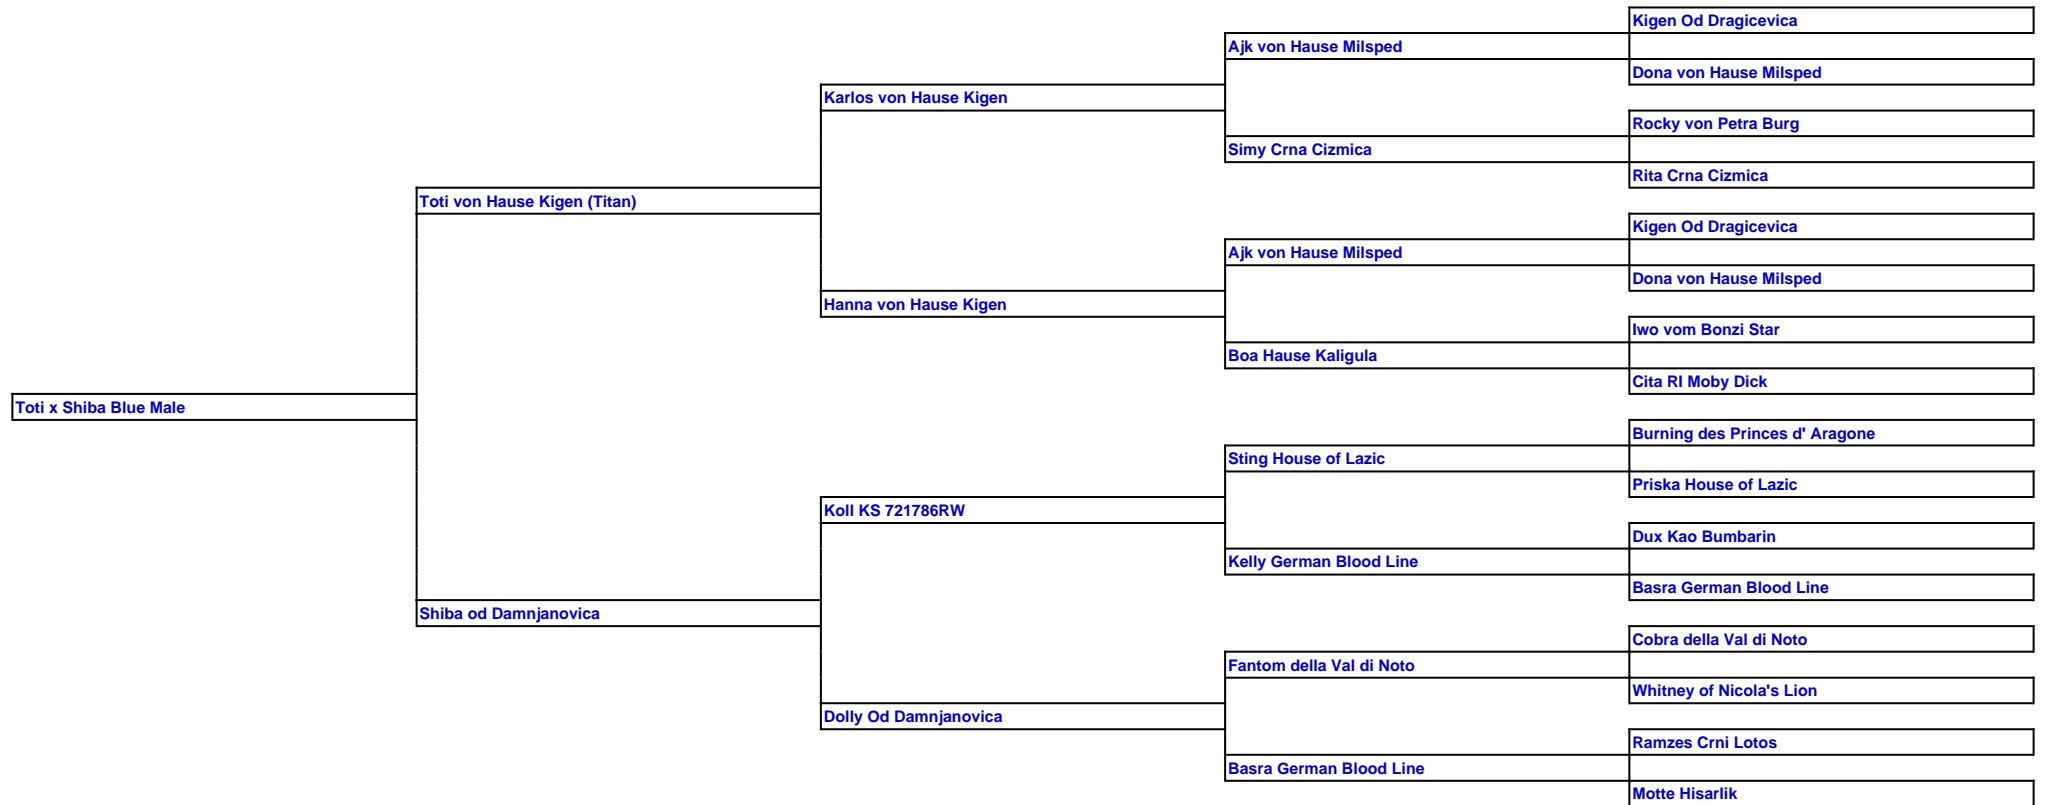 Kigen Od Dragicevica
Ajk von Hause Milsped
Dona von Hause Milsped
Karlos von Hause Kigen
Rocky von Petra Burg
Simy Crna Cizmica
Rita Crna Cizmica
Toti von Hause Kigen (Titan)
Kigen Od Dragicevica
Ajk von Hause Milsped
Dona von Hause Milsped
Hanna von Hause Kigen
Iwo vom Bonzi Star
Boa Hause Kaligula
Cita RI Moby Dick
Toti x Shiba Blue Male
Burning des Princes d' Aragone
Sting House of Lazic
Priska House of Lazic
Koll KS 721786RW
Dux Kao Bumbarin
Kelly German Blood Line
Basra German Blood Line
Shiba od Damnjanovica
Cobra della Val di Noto
Fantom della Val di Noto
Whitney of Nicola's Lion
Dolly Od Damnjanovica
Ramzes Crni Lotos
Basra German Blood Line
Motte Hisarlik